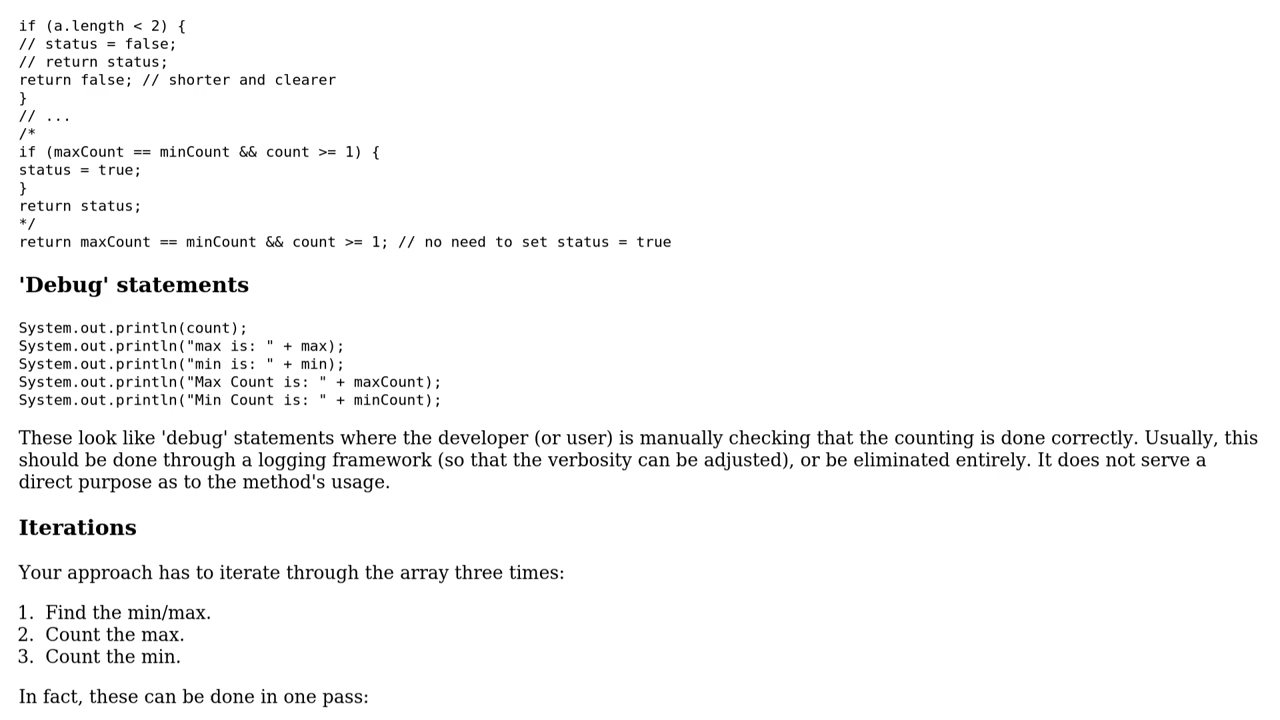 if (a.length < 2) {
// status = false;
// return status;
return false; // shorter and clearer
}
// ...
/*
if (maxCount == minCount && count >= 1) {
status = true;
}
return status;
*/
return maxCount == minCount && count >= 1; // no need to set status = true
'Debug' statements
System.out.println(count);
System.out.println("max is: " + max);
System.out.println("min is: " + min);
System.out.println("Max Count is: " + maxCount);
System.out.println("Min Count is: " + minCount);
These look like 'debug' statements where the developer (or user) is manually checking that the counting is done correctly. Usually, this
should be done through a logging framework (so that the verbosity can be adjusted), or be eliminated entirely. It does not serve a
direct purpose as to the method's usage.
Iterations
Your approach has to iterate through the array three times:
1. Find the min/max.
2. Count the max.
3. Count the min.
In fact, these can be done in one pass: